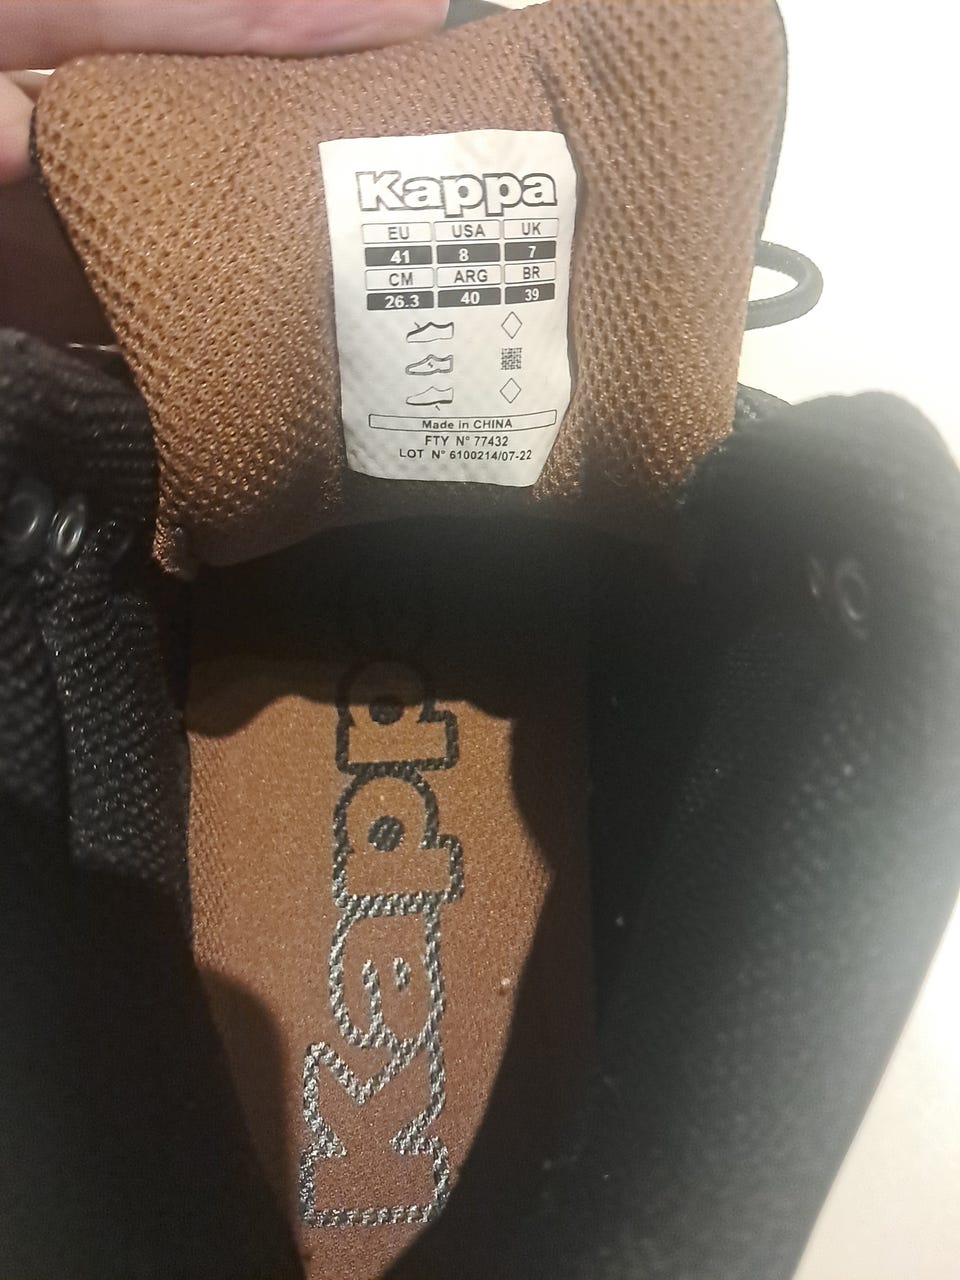 Kappa
EU USA UK
41 8 7
CM ARG BR
26.3 40 39
Made in CHINA
FTY N° 77432
LOT N° 6100214/07-22
Kapp